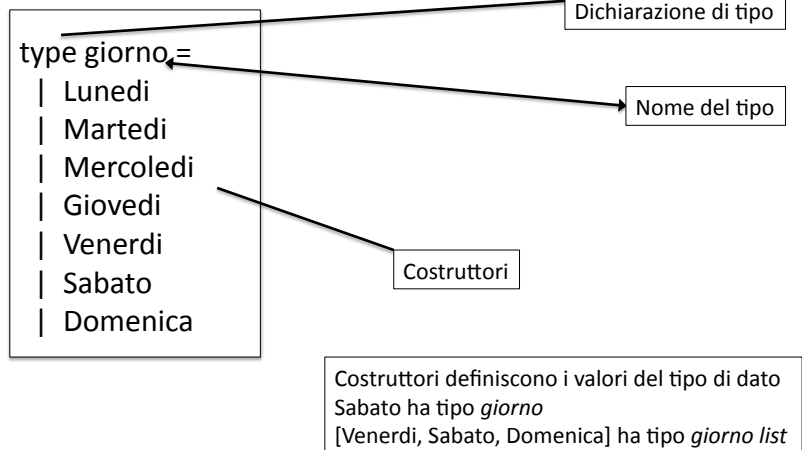 Dichiarazione di tipo
type giorno =
| Lunedi
| Martedi
| Mercoledi
| Giovedi
| Venerdi
| Sabato
| Domenica
Nome del tipo
Costruttori
Costruttori definiscono i valori del tipo di dato
Sabato ha tipo giorno
[Venerdi, Sabato, Domenica] ha tipo giorno list